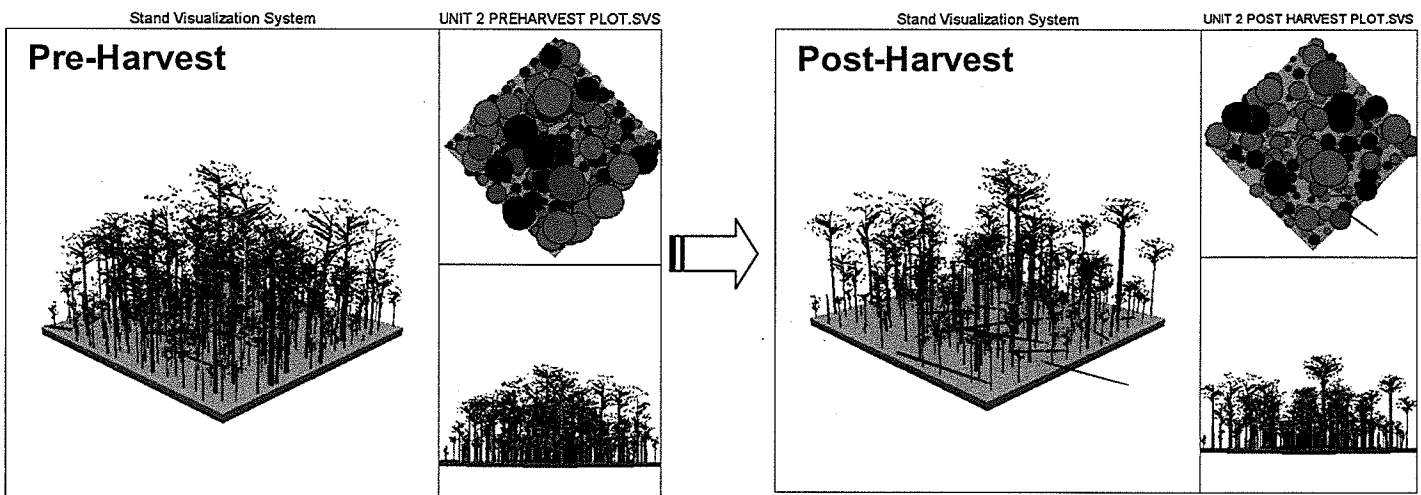 Stand Visualization System
UNIT 2 PREHARVEST PLOT.SVS
Pre-Harvest
Stand Visualization System
UNIT 2 POST HARVEST PLOT.SVS
Post-Harvest